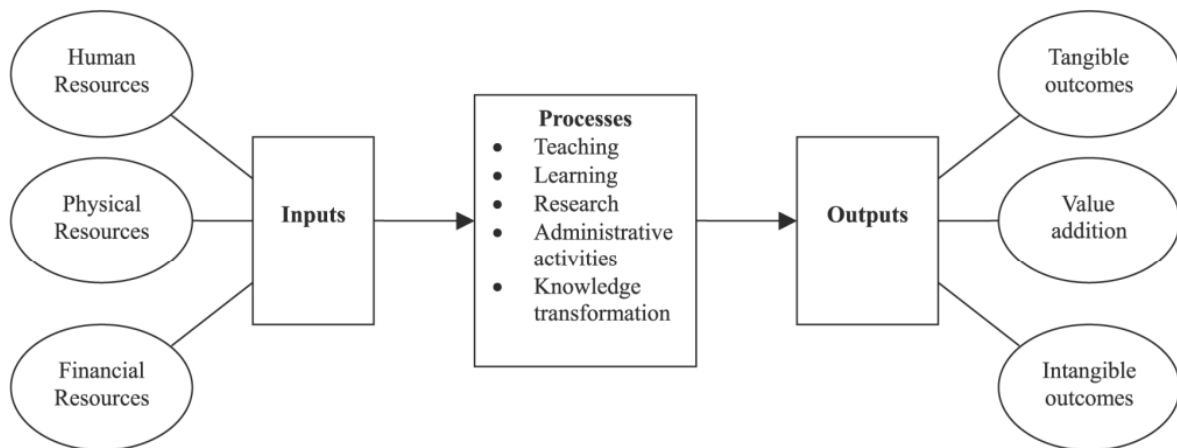 Human
Resources
Physical
Resources
Financial
Resources
Inputs
Processes
• Teaching
• Learning
• Research
• Administrative
activities
• Knowledge
transformation
Outputs
Tangible
outcomes
Value
addition
Intangible
outcomes